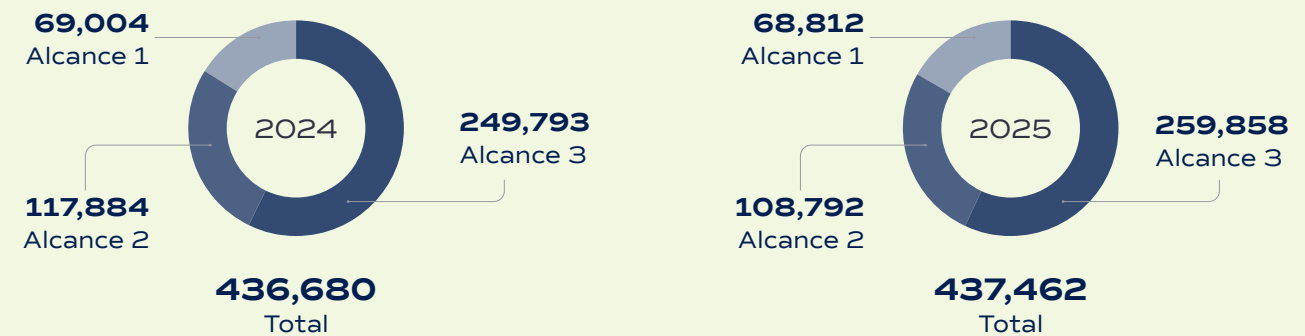 69,004
Alcance 1
2024
249,793
Alcance 3
117,884
Alcance 2
436,680
Total
68,812
Alcance 1
2025
259,858
Alcance 3
108,792
Alcance 2
437,462
Total